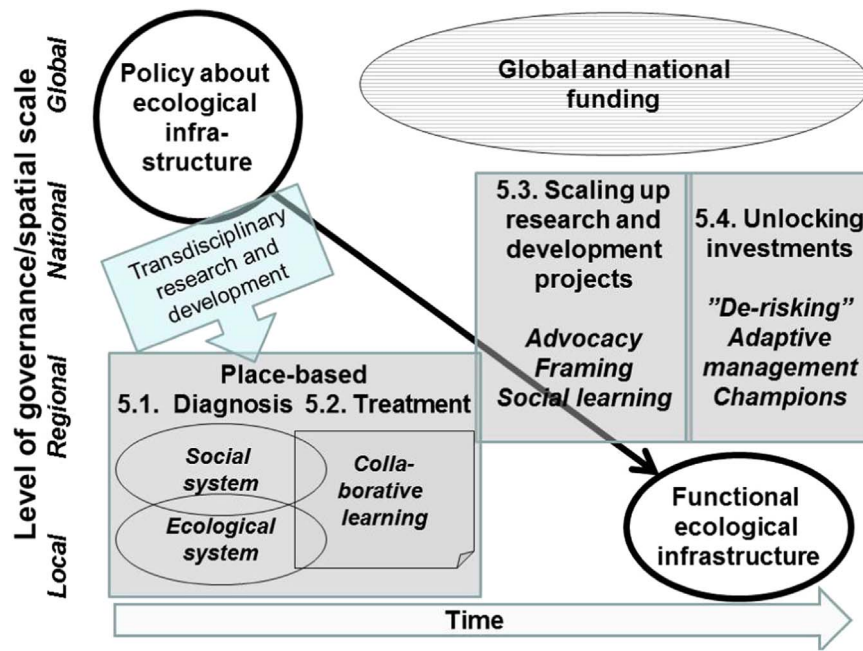 Level of governance/spatial scale
Global
National
Regional
Local
Policy about
ecological
infra-
structure
Global and national
funding
Transdisciplinary
research and
development
5.3. Scaling up
research and
development
projects
Advocacy
Framing
Social learning
5.4. Unlocking
investments
”De-risking”
Adaptive
management
Champions
Place-based
5.1. Diagnosis 5.2. Treatment
Social
system
Ecological
system
Colla-
borative
learning
Functional
ecological
infrastructure
Time